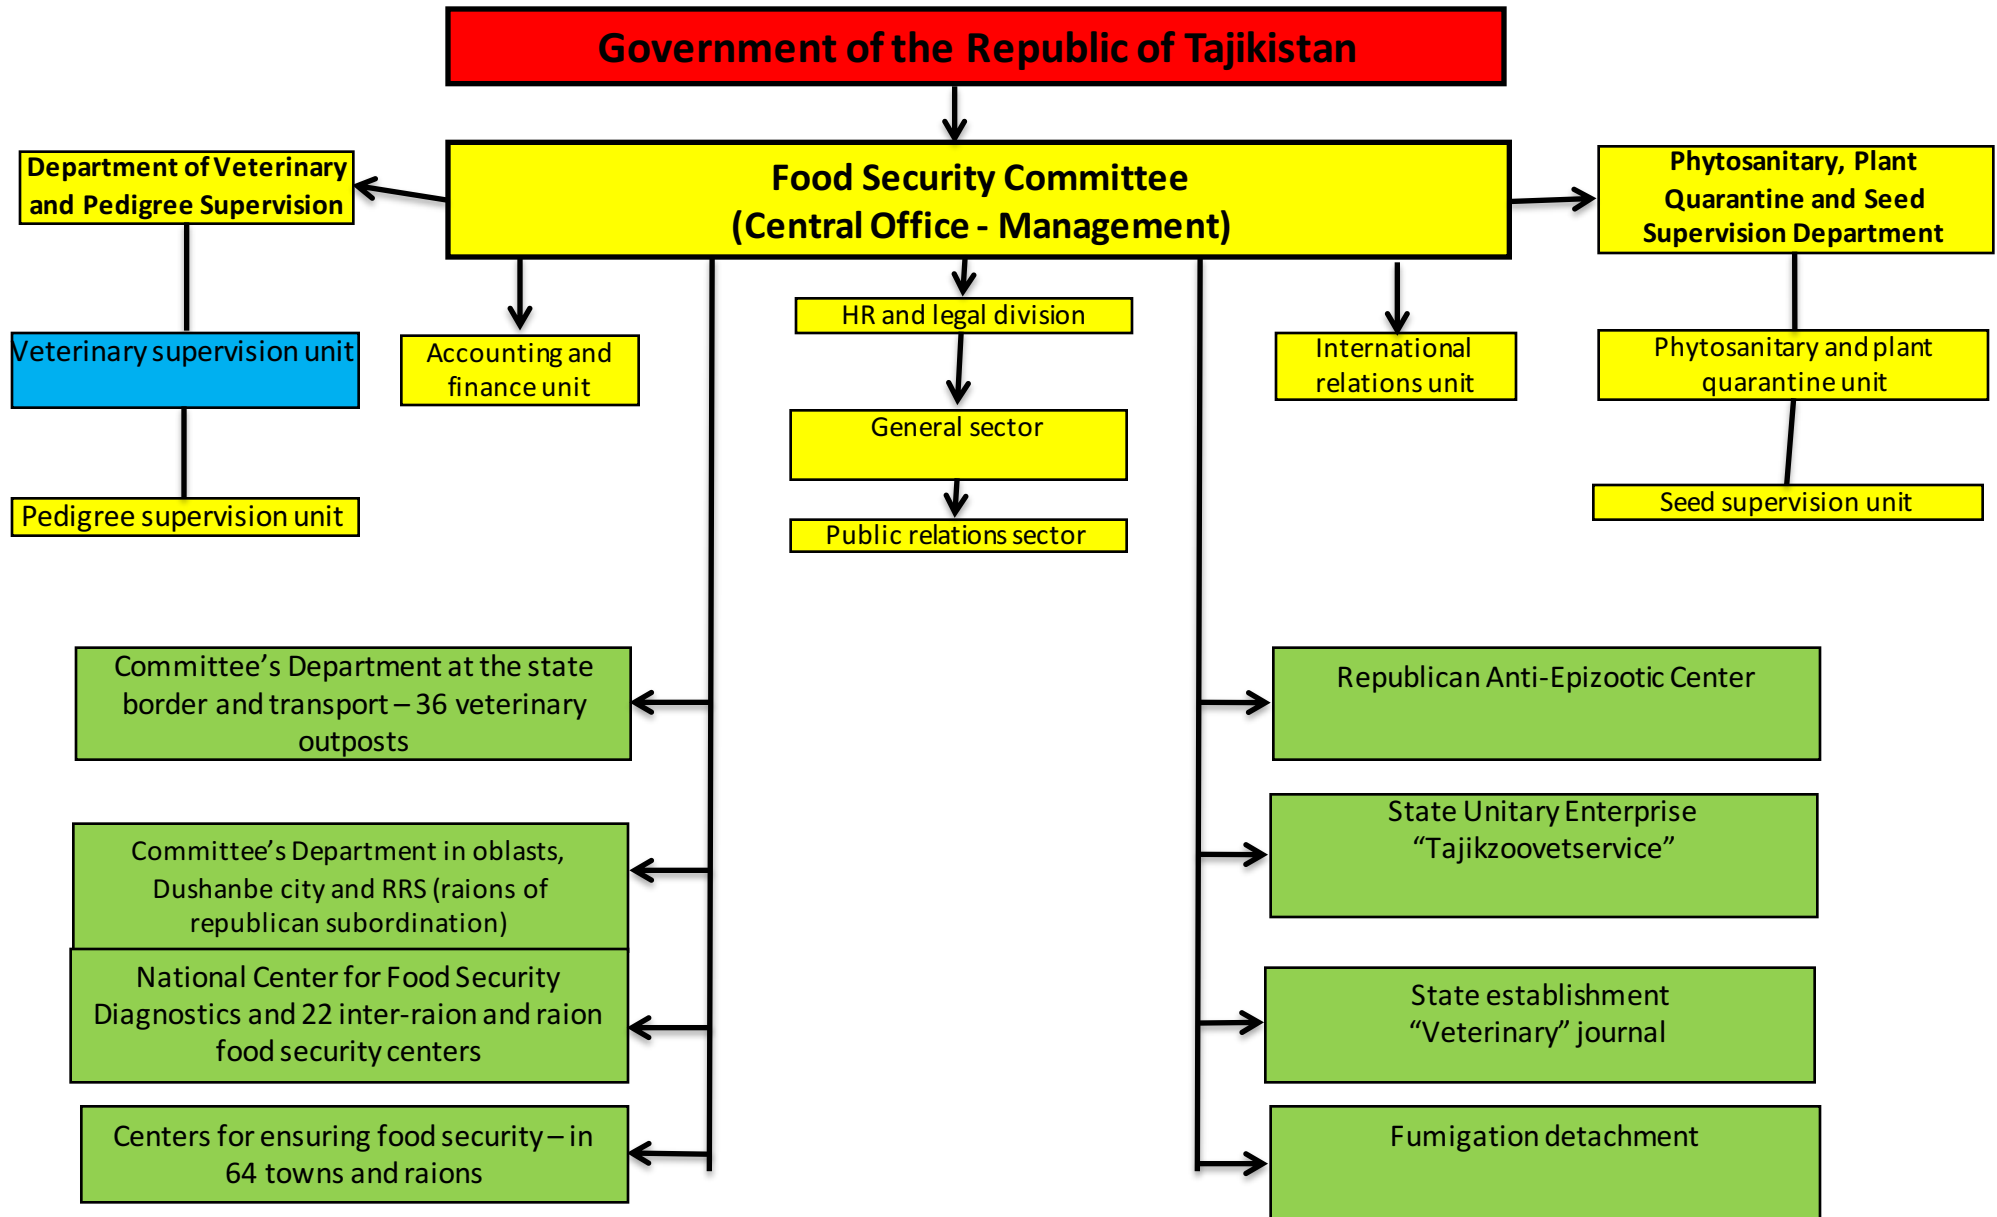 Government of the Republic of Tajikistan
Department of Veterinary
and Pedigree Supervision
Food Security Committee
(Central Office - Management)
Phytosanitary, Plant
Quarantine and Seed
Supervision Department
Veterinary supervision unit
Accounting and
finance unit
HR and legal division
International
relations unit
Phytosanitary and plant
quarantine unit
General sector
Pedigree supervision unit
Public relations sector
Seed supervision unit
Committee’s Department at the state
border and transport – 36 veterinary
outposts
Republican Anti-Epizootic Center
Committee’s Department in oblasts,
Dushanbe city and RRS (raions of
republican subordination)
State Unitary Enterprise
“Tajikzoovetservice”
National Center for Food Security
Diagnostics and 22 inter-raion and raion
food security centers
State establishment
“Veterinary” journal
Centers for ensuring food security – in
64 towns and raions
Fumigation detachment